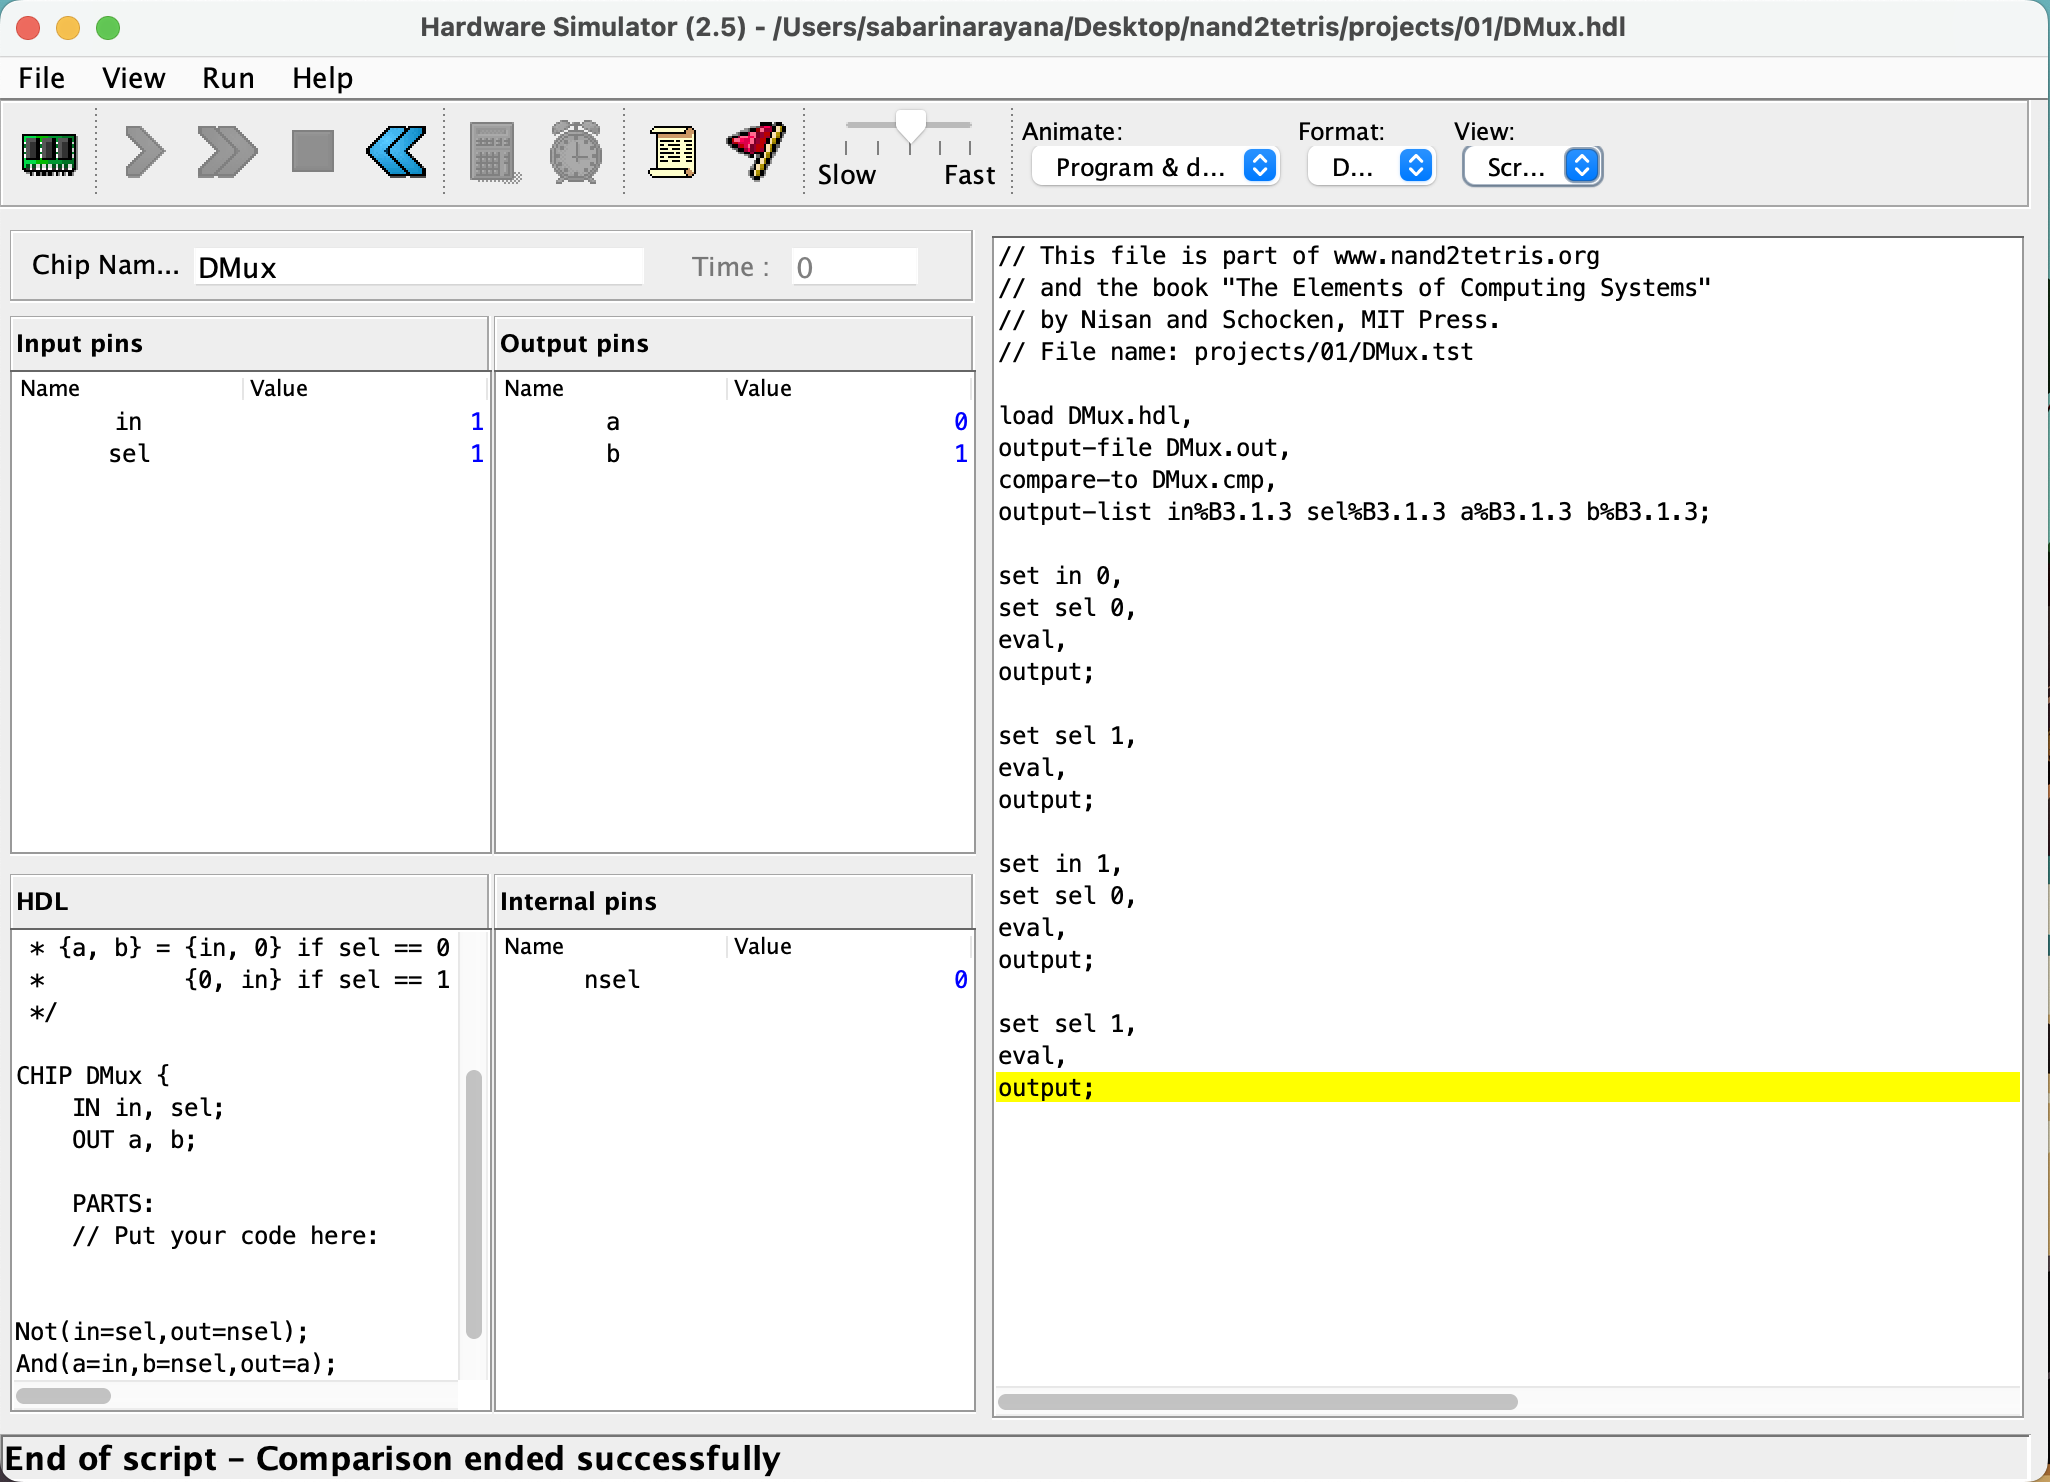 Hardware Simulator (2.5) - /Users/sabarinarayana/Desktop/nand2tetris/projects/01/DMux.hdl
File View Run Help
Animate: Format: View:
Slow Fast Program & d... D... Scr...
Chip Nam... DMux Time : 0
Input pins
Name Value
in 1
sel 1
Output pins
Name Value
a 0
b 1
HDL
* {a, b} = {in, 0} if sel == 0
*          {0, in} if sel == 1
*/
CHIP DMux {
    IN in, sel;
    OUT a, b;
    PARTS:
    // Put your code here:
Not(in=sel,out=nsel);
And(a=in,b=nsel,out=a);
Internal pins
Name Value
nsel 0
// This file is part of www.nand2tetris.org
// and the book "The Elements of Computing Systems"
// by Nisan and Schocken, MIT Press.
// File name: projects/01/DMux.tst
load DMux.hdl,
output-file DMux.out,
compare-to DMux.cmp,
output-list in%B3.1.3 sel%B3.1.3 a%B3.1.3 b%B3.1.3;
set in 0,
set sel 0,
eval,
output;
set sel 1,
eval,
output;
set in 1,
set sel 0,
eval,
output;
set sel 1,
eval,
output;
End of script - Comparison ended successfully